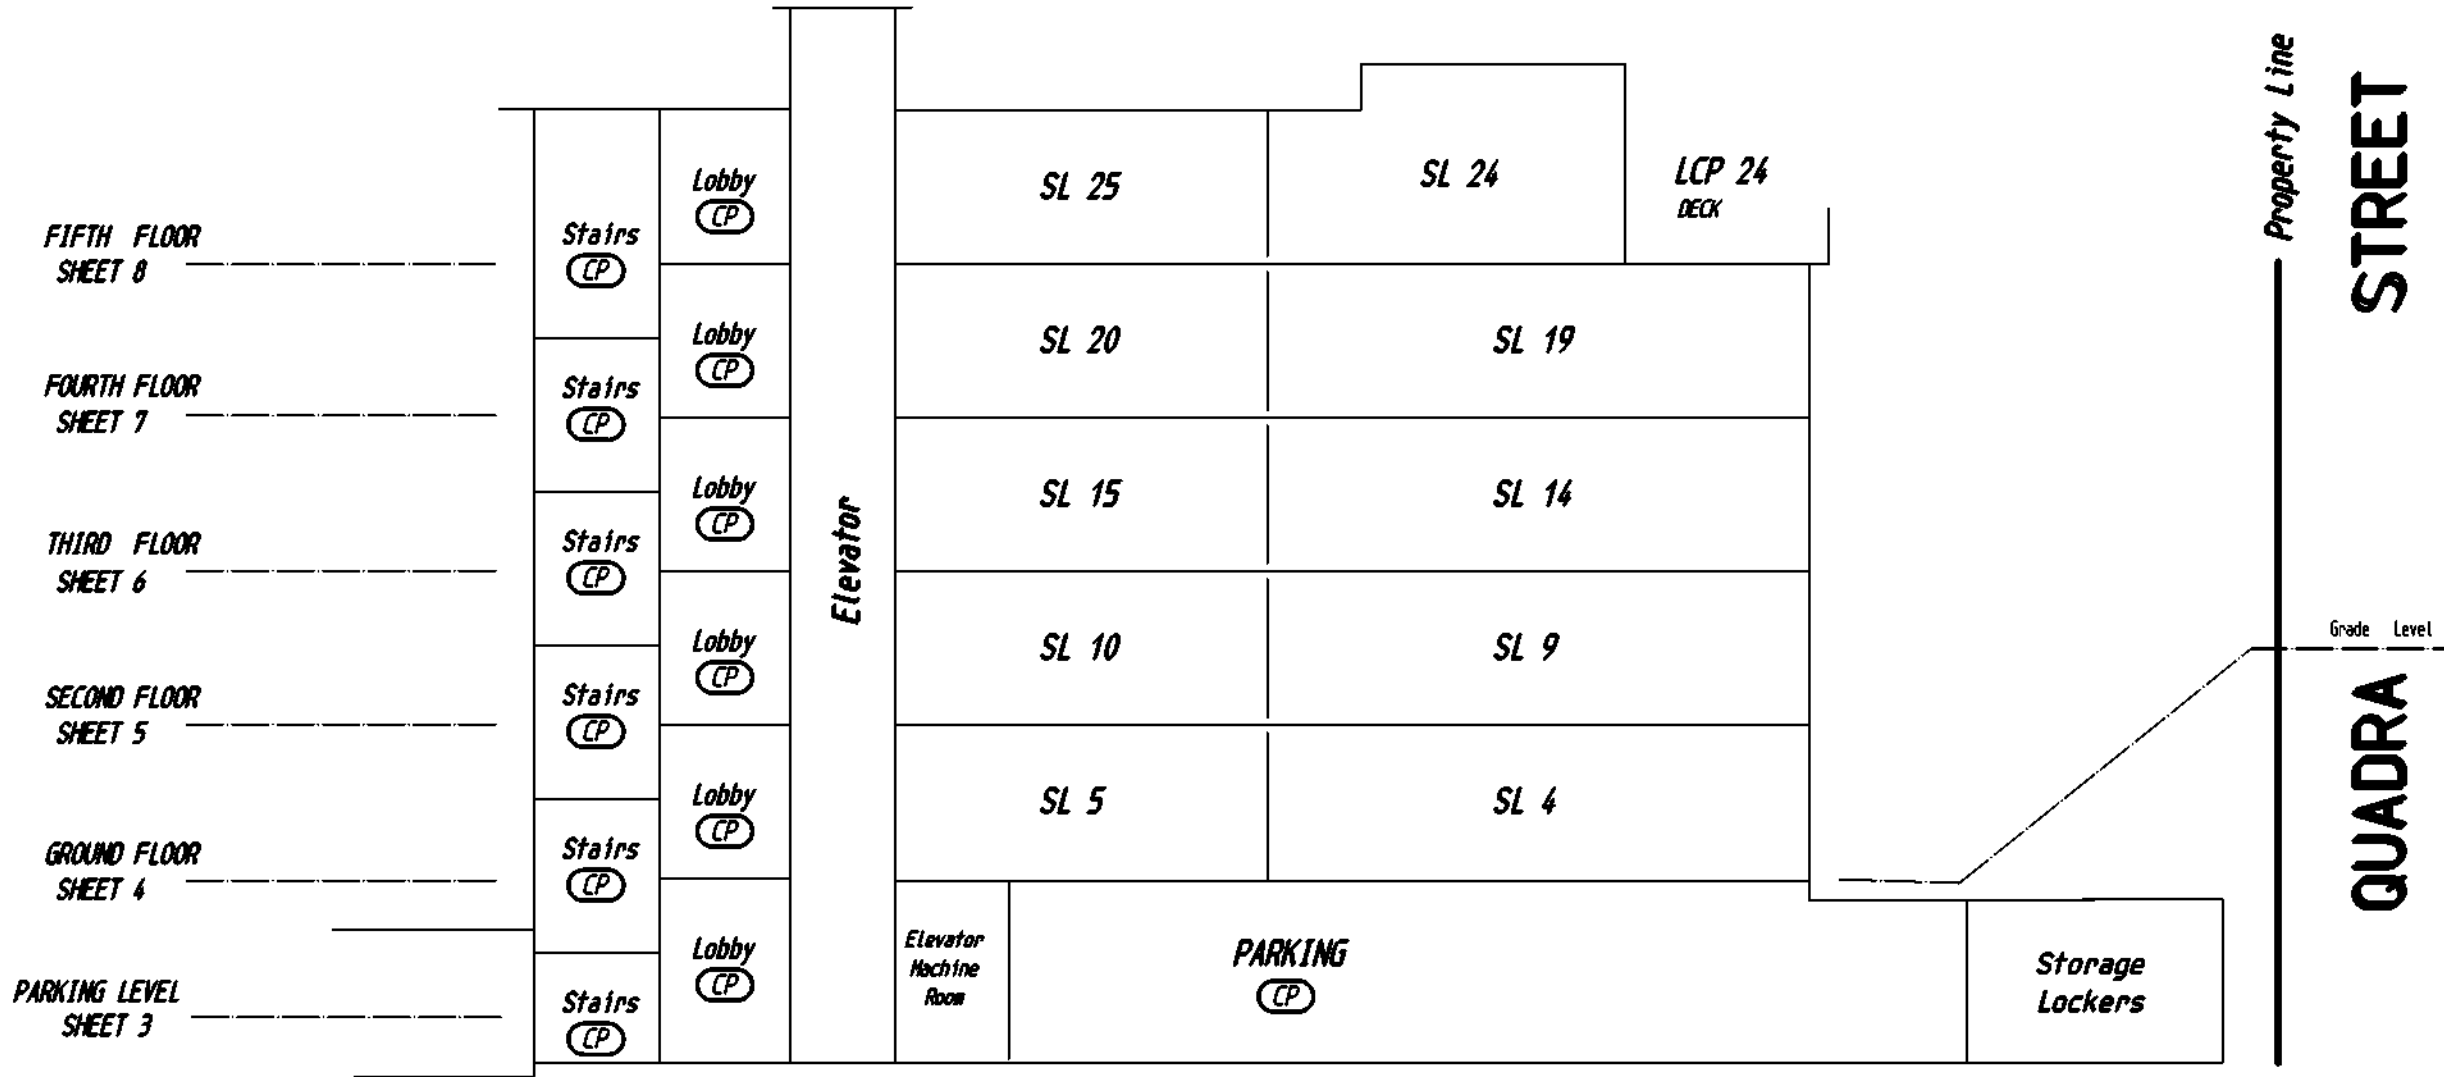 FIFTH FLOOR
SHEET 8
FOURTH FLOOR
SHEET 7
THIRD FLOOR
SHEET 6
SECOND FLOOR
SHEET 5
GROUND FLOOR
SHEET 4
PARKING LEVEL
SHEET 3
Stairs
CP
Stairs
CP
Stairs
CP
Stairs
CP
Stairs
CP
Stairs
CP
Lobby
CP
Lobby
CP
Lobby
CP
Lobby
CP
Lobby
CP
Lobby
CP
Elevator
SL 25
SL 24
LCP 24
DECK
SL 20
SL 19
SL 15
SL 14
SL 10
SL 9
SL 5
SL 4
Elevator
Machine
Room
PARKING
CP
Storage
Lockers
Property Line
Grade Level
QUADRA STREET